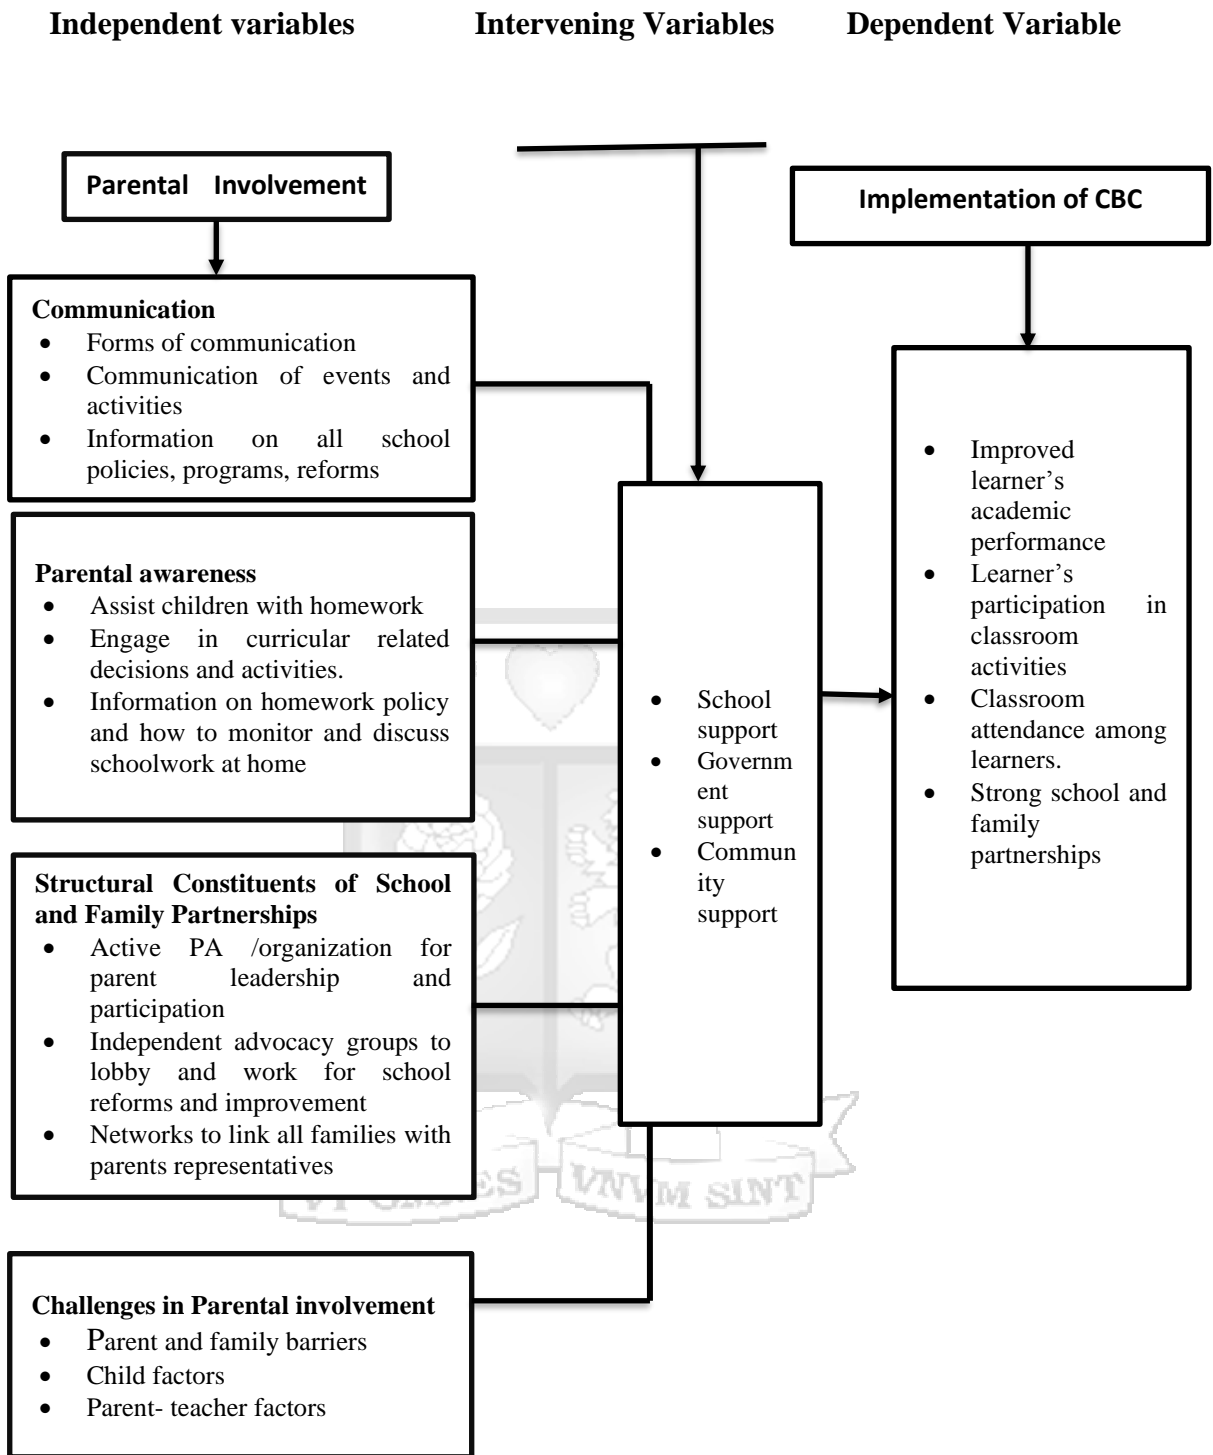 Independent variables
Intervening Variables
Dependent Variable
Parental Involvement
Implementation of CBC
Communication
• Forms of communication
• Communication of events and
activities
• Information on all school
policies, programs, reforms
Parental awareness
• Assist children with homework
• Engage in curricular related
decisions and activities.
• Information on homework policy
and how to monitor and discuss
schoolwork at home
Structural Constituents of School
and Family Partnerships
• Active PA /organization for
parent leadership and
participation
• Independent advocacy groups to
lobby and work for school
reforms and improvement
• Networks to link all families with
parents representatives
Challenges in Parental involvement
• Parent and family barriers
• Child factors
• Parent- teacher factors
• School
support
• Governm
ent
support
• Commun
ity
support
• Improved
learner's
academic
performance
• Learner's
participation in
classroom
activities
• Classroom
attendance among
learners.
• Strong school and
family
partnerships
VNVM SINT